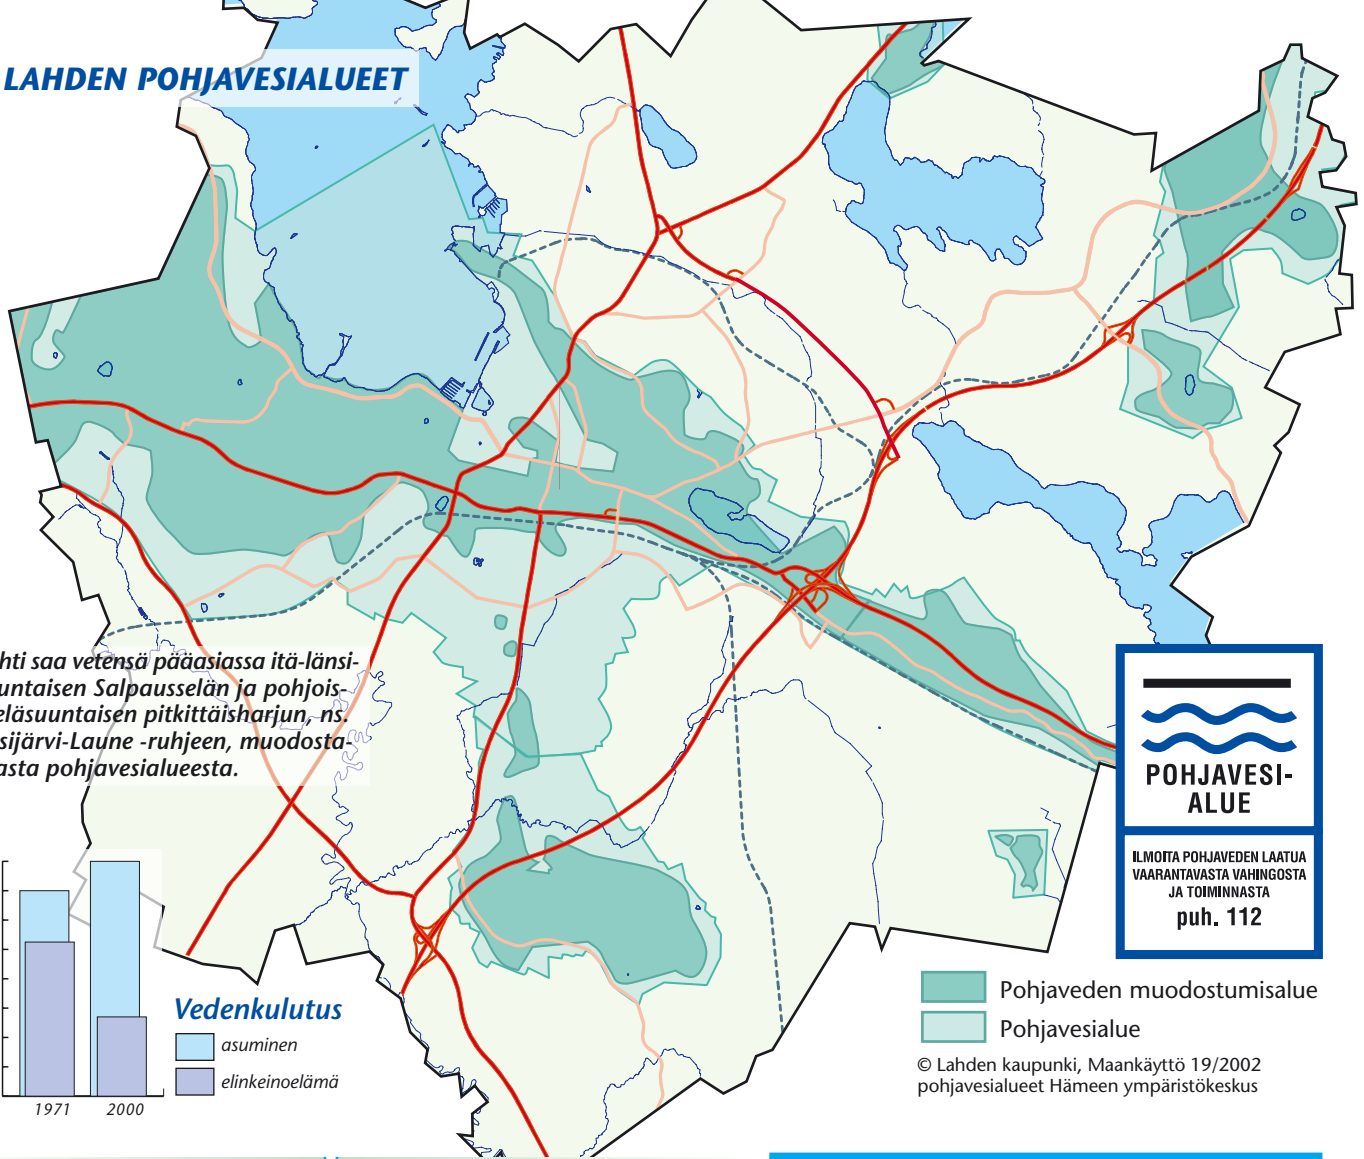 LAHDEN POHJAVESIALUEET
hti saa vetensä pääasiassa itä-länsi-
untaisen Salpausselän ja pohjois-
eläsuuntaisen pitkittäisharjun, ns.
sijärvi-Laune -ruhjeen, muodosta-
asta pohjavesialueesta.
1971 2000
Vedenkulutus
asuminen
elinkeinoelämä
POHJAVESI-
ALUE
ILMOITA POHJAVEDEN LAATUA
VAARANTAVASTA VAHINGOSTA
JA TOIMINNASTA
puh. 112
Pohjaveden muodostumisalue
Pohjavesialue
© Lahden kaupunki, Maankäyttö 19/2002
pohjavesialueet Hämeen ympäristökeskus